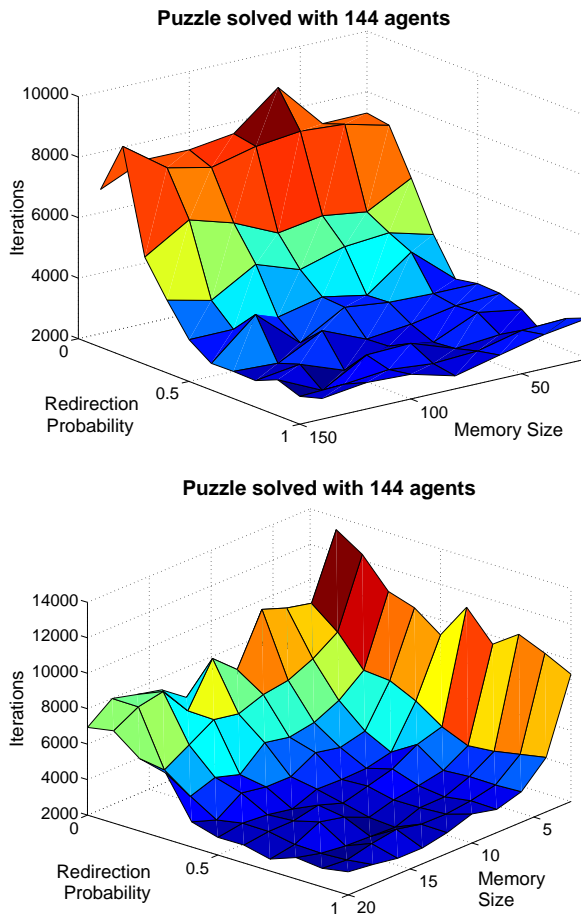 Puzzle solved with 144 agents
10000
8000
6000
4000
2000
Iterations
0
0.5
1
Redirection
Probability
150
100
50
Memory Size
Puzzle solved with 144 agents
14000
12000
10000
8000
6000
4000
2000
Iterations
0
0.5
1
Redirection
Probability
20
15
10
5
Memory
Size